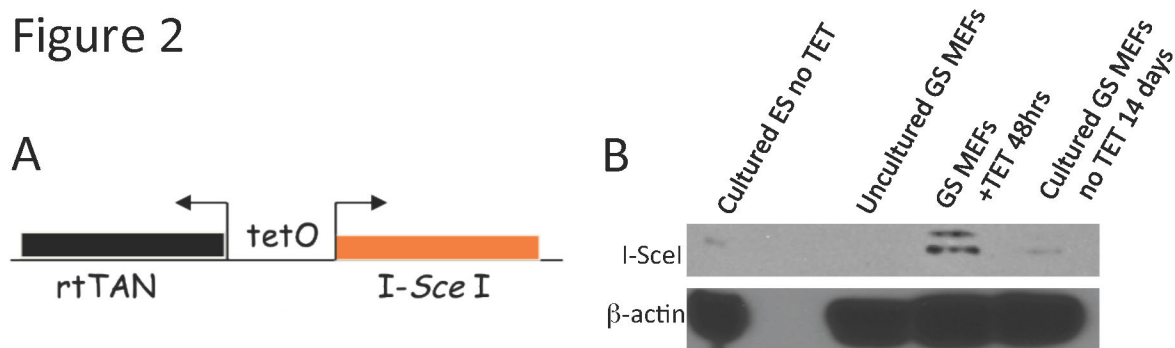 Figure 2
A
tetO
rtTAN
I-Sce I
B
Cultured ES no TET
Uncultured GS MEFs
GS MEFs
+TET 48hrs
Cultured GS MEFs
no TET 14 days
I-SceI
β-actin